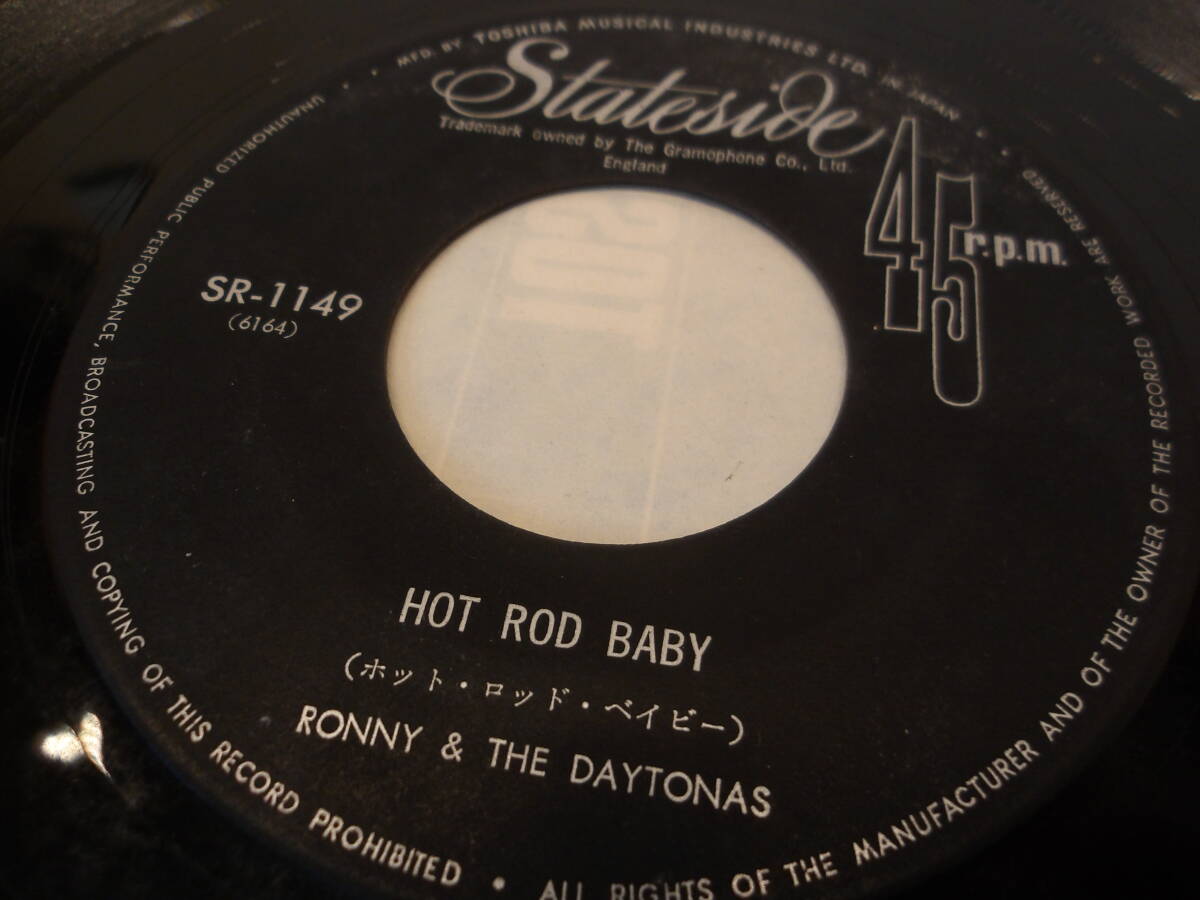 MFD. BY TOSHIBA MUSICAL INDUSTRIES LTD. IN JAPAN
Stateside
Trademark owned by The Gramophone Co., Ltd.
England
45 r.p.m.
SR-1149
(6164)
HOT ROD BABY
(ホット・ロッド・ベイビー)
RONNY & THE DAYTONAS
UNAUTHORIZED PUBLIC PERFORMANCE, BROADCASTING AND COPYING OF THIS RECORD PROHIBITED • ALL RIGHTS OF THE MANUFACTURER AND OF THE OWNER OF THE RECORDED WORK ARE RESERVED